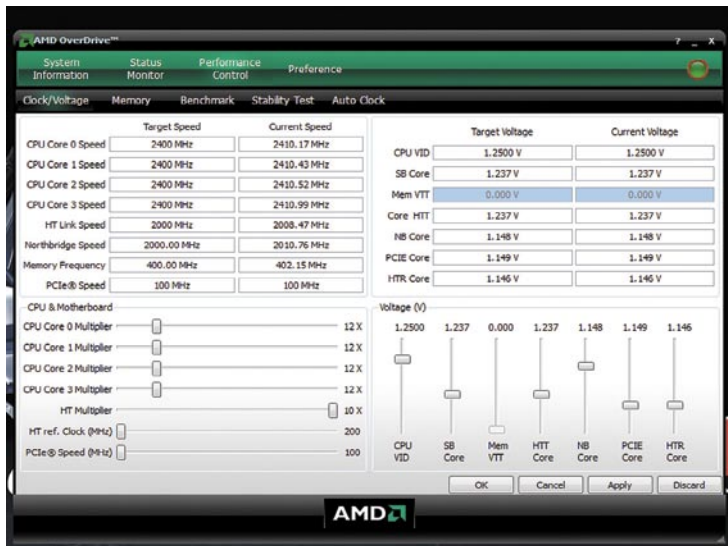 AMD OverDrive™
? _ X
System Information
Status Monitor
Performance Control
Preference
Clock/Voltage Memory Benchmark Stability Test Auto Clock
Target Speed Current Speed
CPU Core 0 Speed 2400 MHz 2410.17 MHz
CPU Core 1 Speed 2400 MHz 2410.43 MHz
CPU Core 2 Speed 2400 MHz 2410.52 MHz
CPU Core 3 Speed 2400 MHz 2410.99 MHz
HT Link Speed 2000 MHz 2008.47 MHz
Northbridge Speed 2000.00 MHz 2010.76 MHz
Memory Frequency 400.00 MHz 402.15 MHz
PCIe® Speed 100 MHz 100 MHz
Target Voltage Current Voltage
CPU VID 1.2500 V 1.2500 V
SB Core 1.237 V 1.237 V
Mem VTT 0.000 V 0.000 V
Core HTT 1.237 V 1.237 V
NB Core 1.148 V 1.148 V
PCIE Core 1.149 V 1.149 V
HTR Core 1.146 V 1.146 V
CPU & Motherboard
CPU Core 0 Multiplier 12 X
CPU Core 1 Multiplier 12 X
CPU Core 2 Multiplier 12 X
CPU Core 3 Multiplier 12 X
HT Multiplier 10 X
HT ref. Clock (MHz) 200
PCIe® Speed (MHz) 100
Voltage (V)
1.2500 1.237 0.000 1.237 1.148 1.149 1.146
CPU VID
SB Core
Mem VTT
HTT Core
NB Core
PCIE Core
HTR Core
OK Cancel Apply Discard
AMD